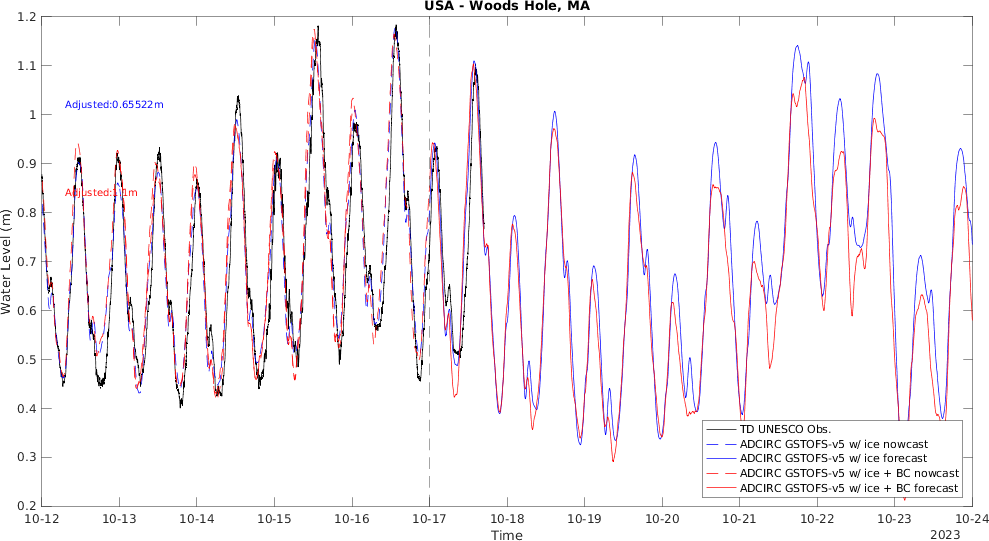 USA - Woods Hole, MA
1.2
1.1
1
0.9
0.8
0.7
0.6
0.5
0.4
0.3
0.2
Water Level (m)
Adjusted:0.65522m
Adjusted:1.1m
TD UNESCO Obs.
ADCIRC GSTOFS-v5 w/ ice nowcast
ADCIRC GSTOFS-v5 w/ ice forecast
ADCIRC GSTOFS-v5 w/ ice + BC nowcast
ADCIRC GSTOFS-v5 w/ ice + BC forecast
10-12 10-13 10-14 10-15 10-16 10-17 10-18 10-19 10-20 10-21 10-22 10-23 10-24
Time
2023